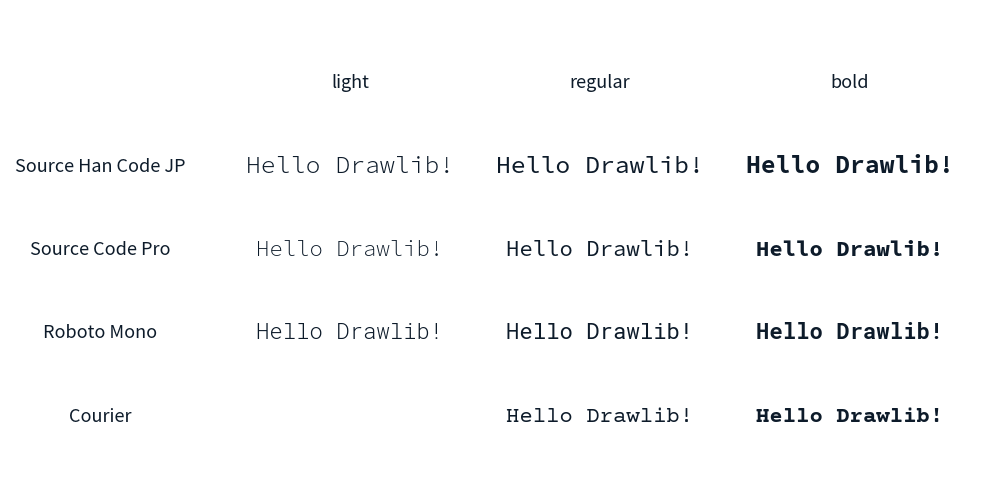 light regular bold
Source Han Code JP Hello Drawlib! Hello Drawlib! Hello Drawlib!
Source Code Pro Hello Drawlib! Hello Drawlib! Hello Drawlib!
Roboto Mono Hello Drawlib! Hello Drawlib! Hello Drawlib!
Courier Hello Drawlib! Hello Drawlib!